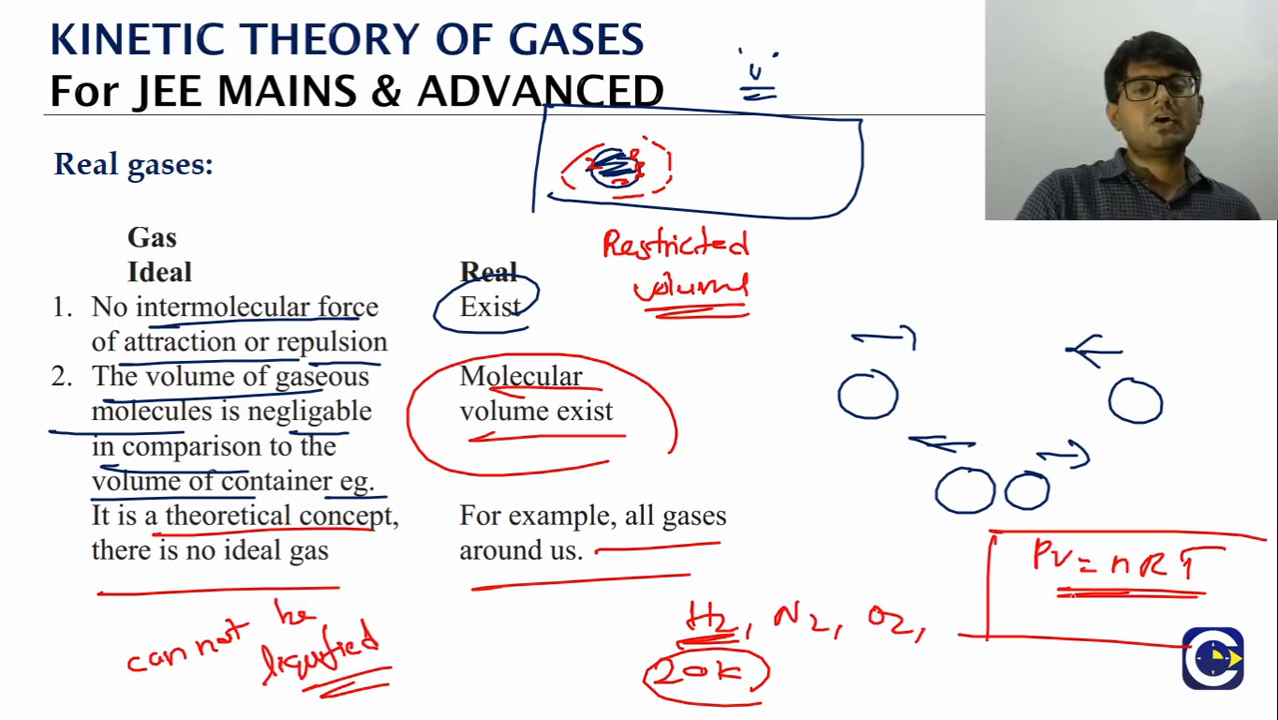 KINETIC THEORY OF GASES
For JEE MAINS & ADVANCED
"v"
Real gases:
Restricted
volume
Gas
Ideal Real
1. No intermolecular force Exist
of attraction or repulsion
2. The volume of gaseous Molecular
molecules is negligable volume exist
in comparison to the
volume of container eg.
It is a theoretical concept, For example, all gases
there is no ideal gas around us.
PV = nRT
cannot be
liquified
H2, N2, O2,
20K